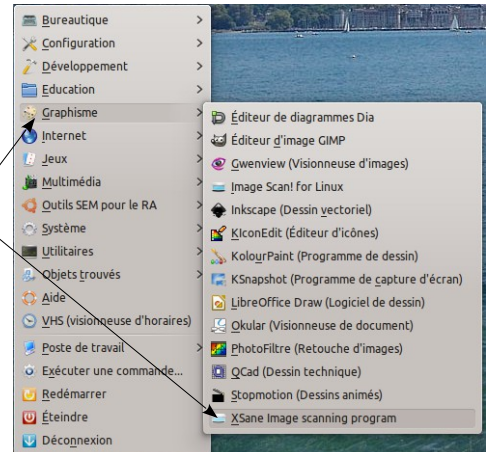 Bureautique
Configuration
Développement
Education
Graphisme
Internet
Jeux
Multimédia
Outils SEM pour le RA
Système
Utilitaires
Objets trouvés
Aide
VHS (visionneuse d'horaires)
Poste de travail
Exécuter une commande...
Redémarrer
Éteindre
Déconnexion
Éditeur de diagrammes Dia
Éditeur d'image GIMP
Gwenview (Visionneuse d'images)
Image Scan! for Linux
Inkscape (Dessin vectoriel)
KIconEdit (Éditeur d'icônes)
KolourPaint (Programme de dessin)
KSnapshot (Programme de capture d'écran)
LibreOffice Draw (Logiciel de dessin)
Okular (Visionneuse de document)
PhotoFiltre (Retouche d'images)
QCad (Dessin technique)
Stopmotion (Dessins animés)
XSane Image scanning program